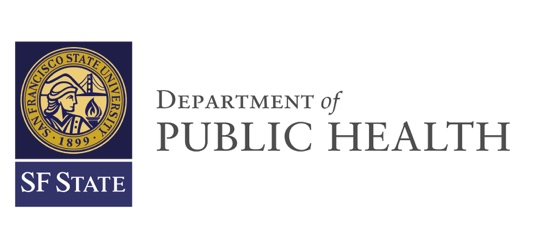 SAN FRANCISCO STATE UNIVERSITY
· 1899 ·
SF STATE
DEPARTMENT of
PUBLIC HEALTH